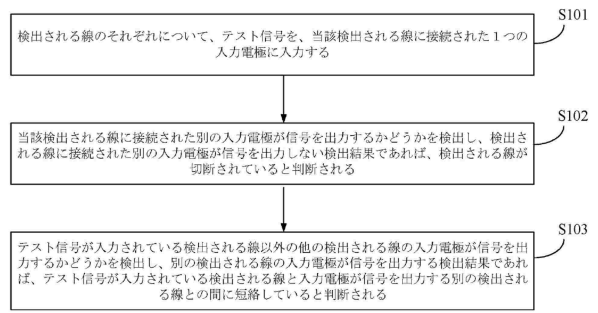 S101
検出される線のそれぞれについて、テスト信号を、当該検出される線に接続された１つの
入力電極に入力する
S102
当該検出される線に接続された別の入力電極が信号を出力するかどうかを検出し、検出さ
れる線に接続された別の入力電極が信号を出力しない検出結果であれば、検出される線が
切断されていると判断される
S103
テスト信号が入力されている検出される線以外の他の検出される線の入力電極が信号を出
力するかどうかを検出し、別の検出される線の入力電極が信号を出力する検出結果であれ
ば、テスト信号が入力されている検出される線と入力電極が信号を出力する別の検出され
る線との間に短絡していると判断される